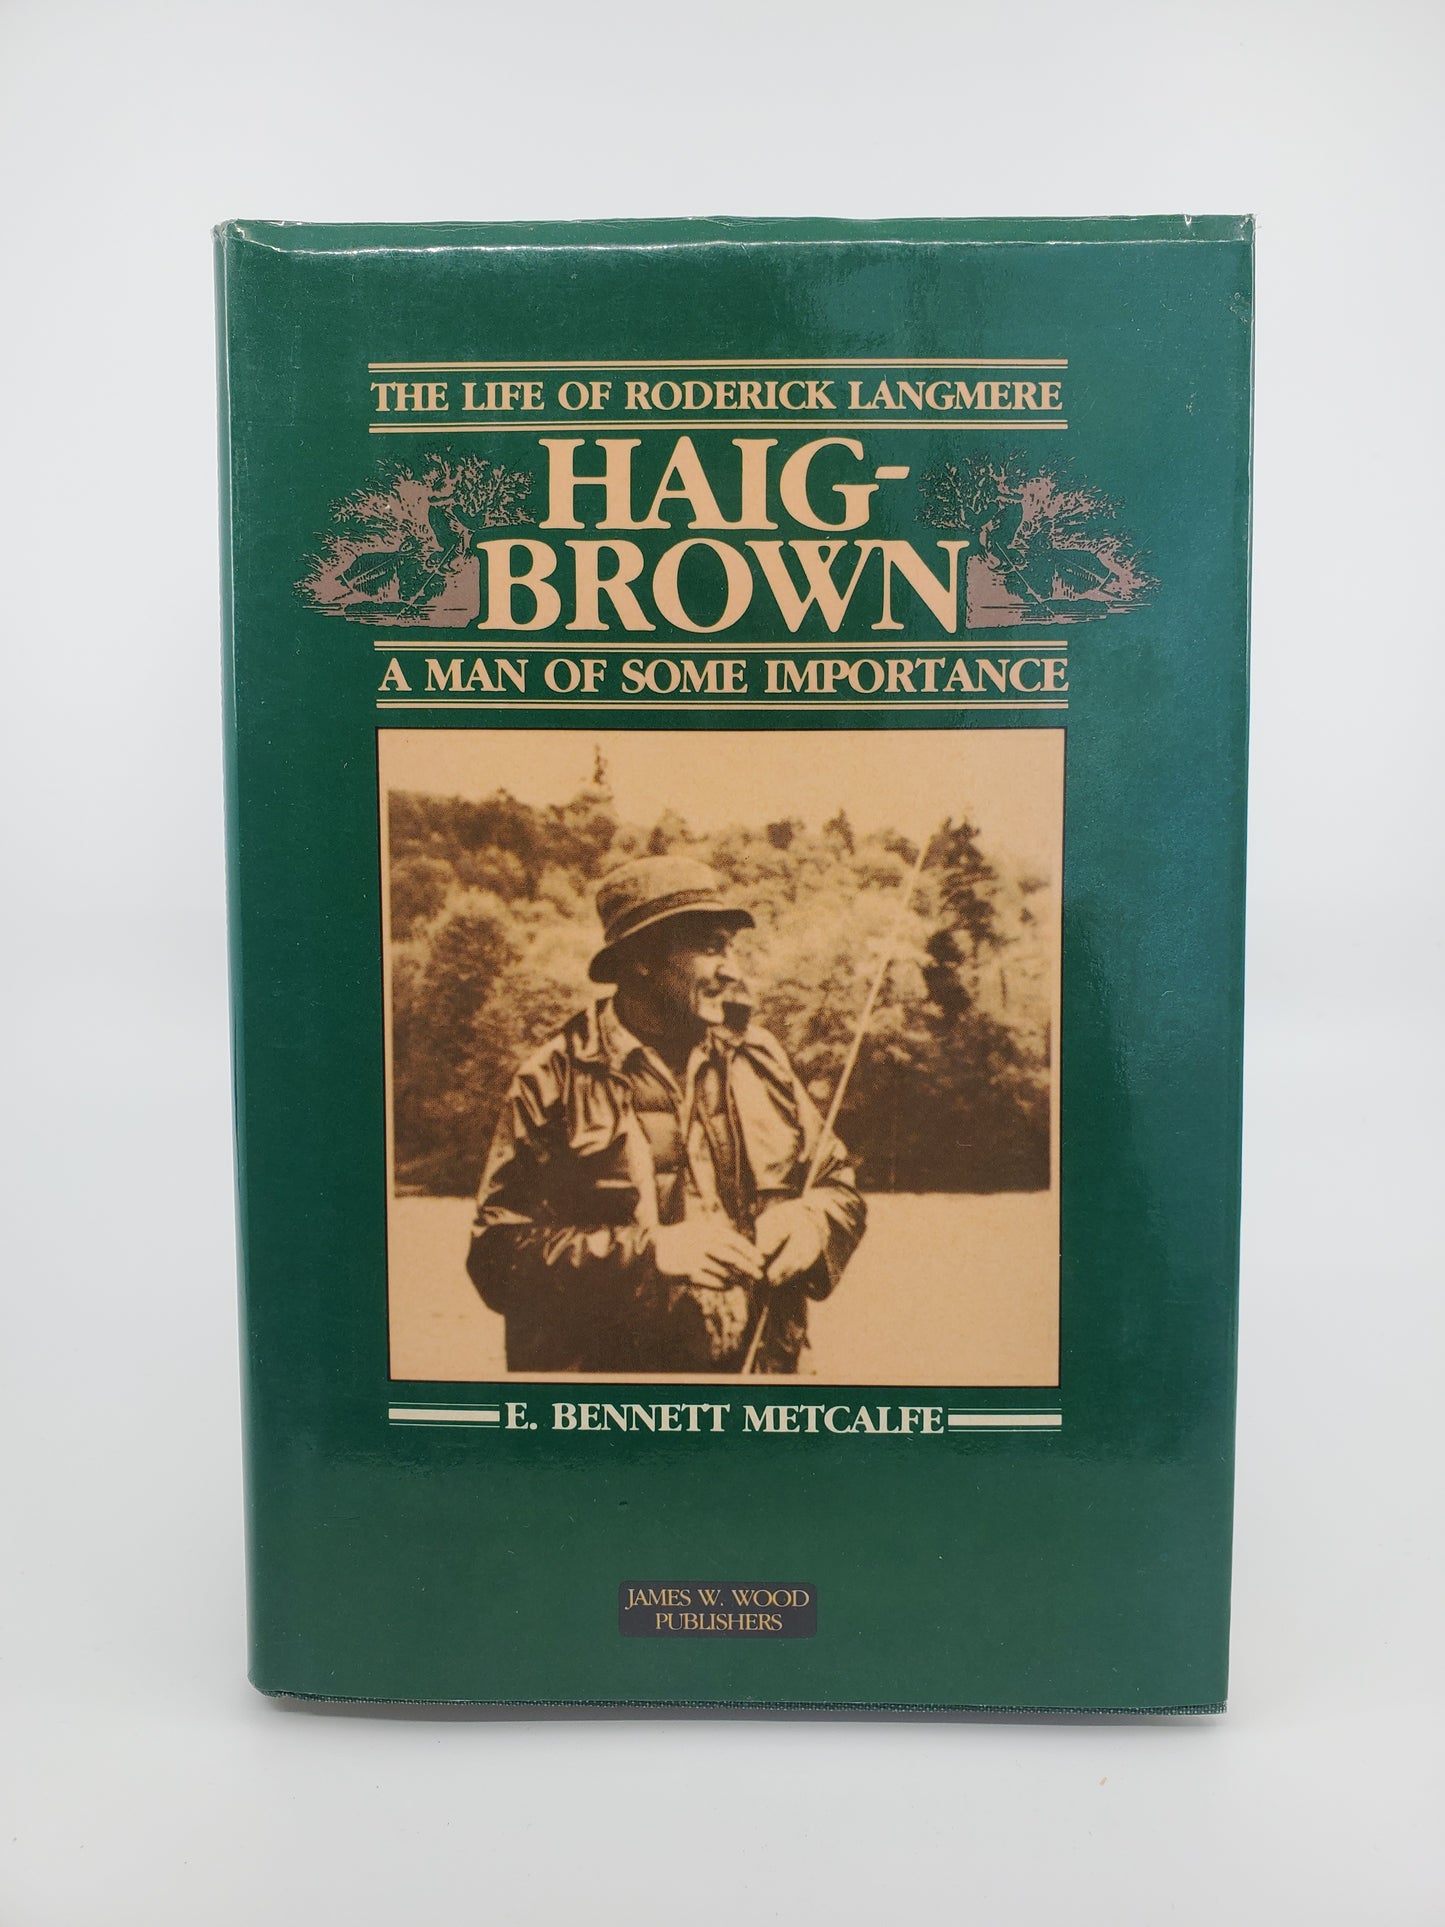 THE LIFE OF RODERICK LANGMERE
HAIG-
BROWN
A MAN OF SOME IMPORTANCE
E. BENNETT METCALFE
JAMES W. WOOD
PUBLISHERS